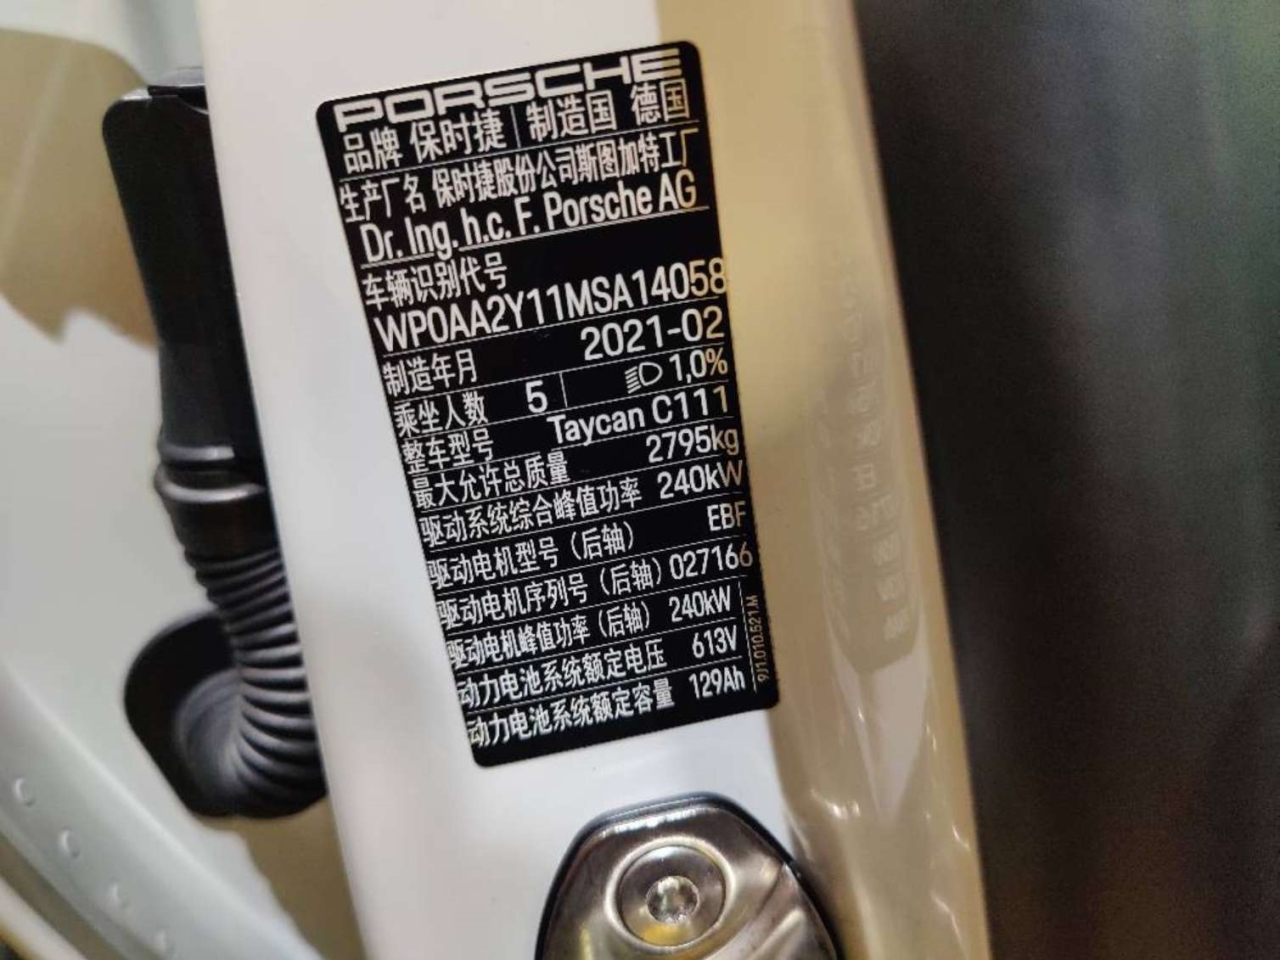 PORSCHE
品牌 保时捷 制造国 德国
生产厂名 保时捷股份公司斯图加特工厂
Dr. Ing. h.c. F. Porsche AG
车辆识别代号
WP0AA2Y11MSA14058
制造年月 2021-02
乘坐人数 5 1,0%
整车型号 Taycan C111
最大允许总质量 2795kg
驱动系统综合峰值功率 240kW
驱动电机型号（后轴） EBF
驱动电机序列号（后轴）027166
驱动电机峰值功率（后轴） 240kW
动力电池系统额定电压 613V
动力电池系统额定容量 129Ah
9J1.010.521.M